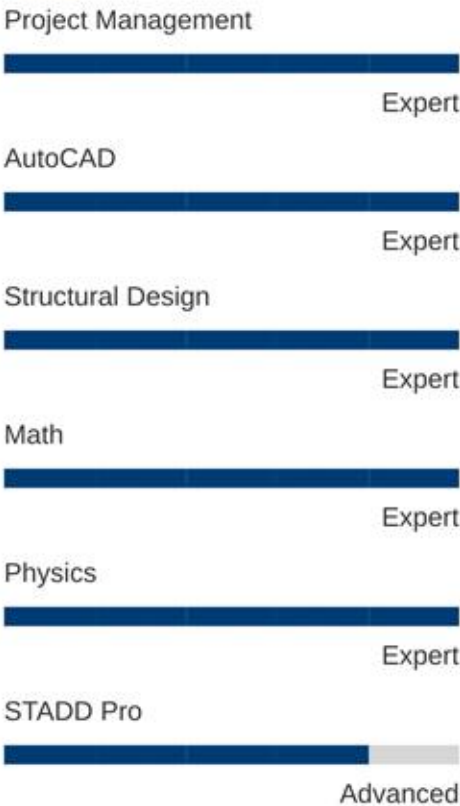 Project Management
Expert
AutoCAD
Expert
Structural Design
Expert
Math
Expert
Physics
Expert
STADD Pro
Advanced